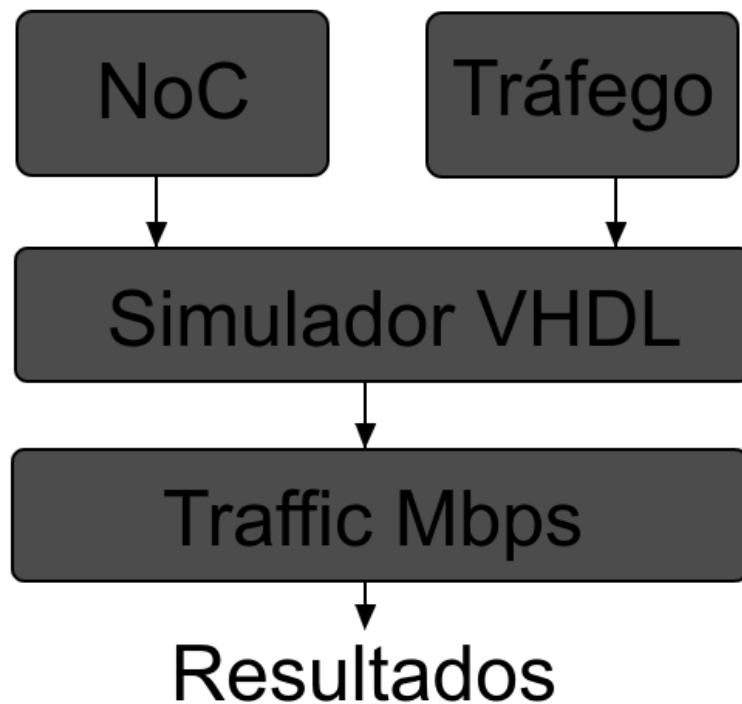 NoC
Tráfego
Simulador VHDL
Traffic Mbps
Resultados